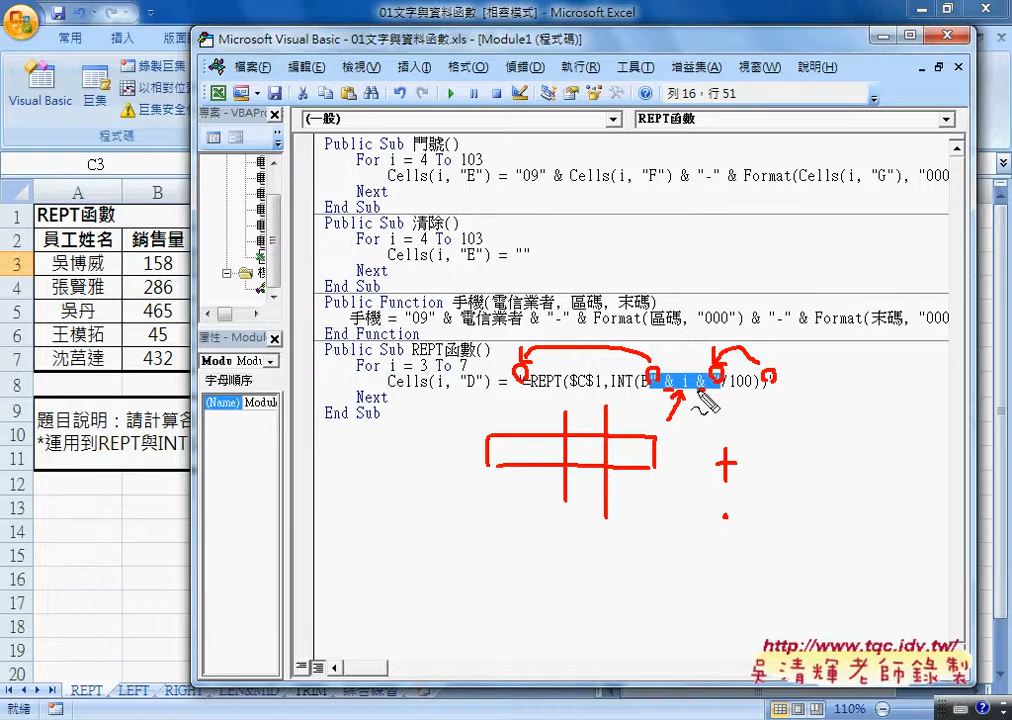 01文字與資料函數 [相容模式] - Microsoft Excel
常用
插入
版面
Visual Basic
巨集
錄製巨集
以相對位
巨集安全
程式碼
C3
A
B
1
REPT函數
2
員工姓名
銷售量
3
吳博威
158
4
張賢雅
286
5
吳丹
465
6
王模拓
45
7
沈莒達
432
8
9
題目說明：請計算各
10
*運用到REPT與INT
11
12
13
14
15
16
17
18
19
20
REPT
LEFT
RIGHT
LEN&MID
TRIM
綜合練習
就緒
110%
Microsoft Visual Basic - 01文字與資料函數.xls - [Module1 (程式碼)]
檔案(F)
編輯(E)
檢視(V)
插入(I)
格式(O)
偵錯(D)
執行(R)
工具(T)
增益集(A)
視窗(W)
說明(H)
列 16，行 51
專案 - VBAPro
屬性 - Modul
Modu Modul
字母順序
(Name) Module
(一般)
REPT函數
Public Sub 門號()
For i = 4 To 103
Cells(i, "E") = "09" & Cells(i, "F") & "-" & Format(Cells(i, "G"), "000
Next
End Sub
Public Sub 清除()
For i = 4 To 103
Cells(i, "E") = ""
Next
End Sub
Public Function 手機(電信業者, 區碼, 末碼)
手機 = "09" & 電信業者 & "-" & Format(區碼, "000") & "-" & Format(末碼, "000
End Function
Public Sub REPT函數()
For i = 3 To 7
Cells(i, "D") = "=REPT($C$1,INT(B" & i & "/100))"
Next
End Sub
http://www.tqc.idv.tw/
吳清輝老師錄製